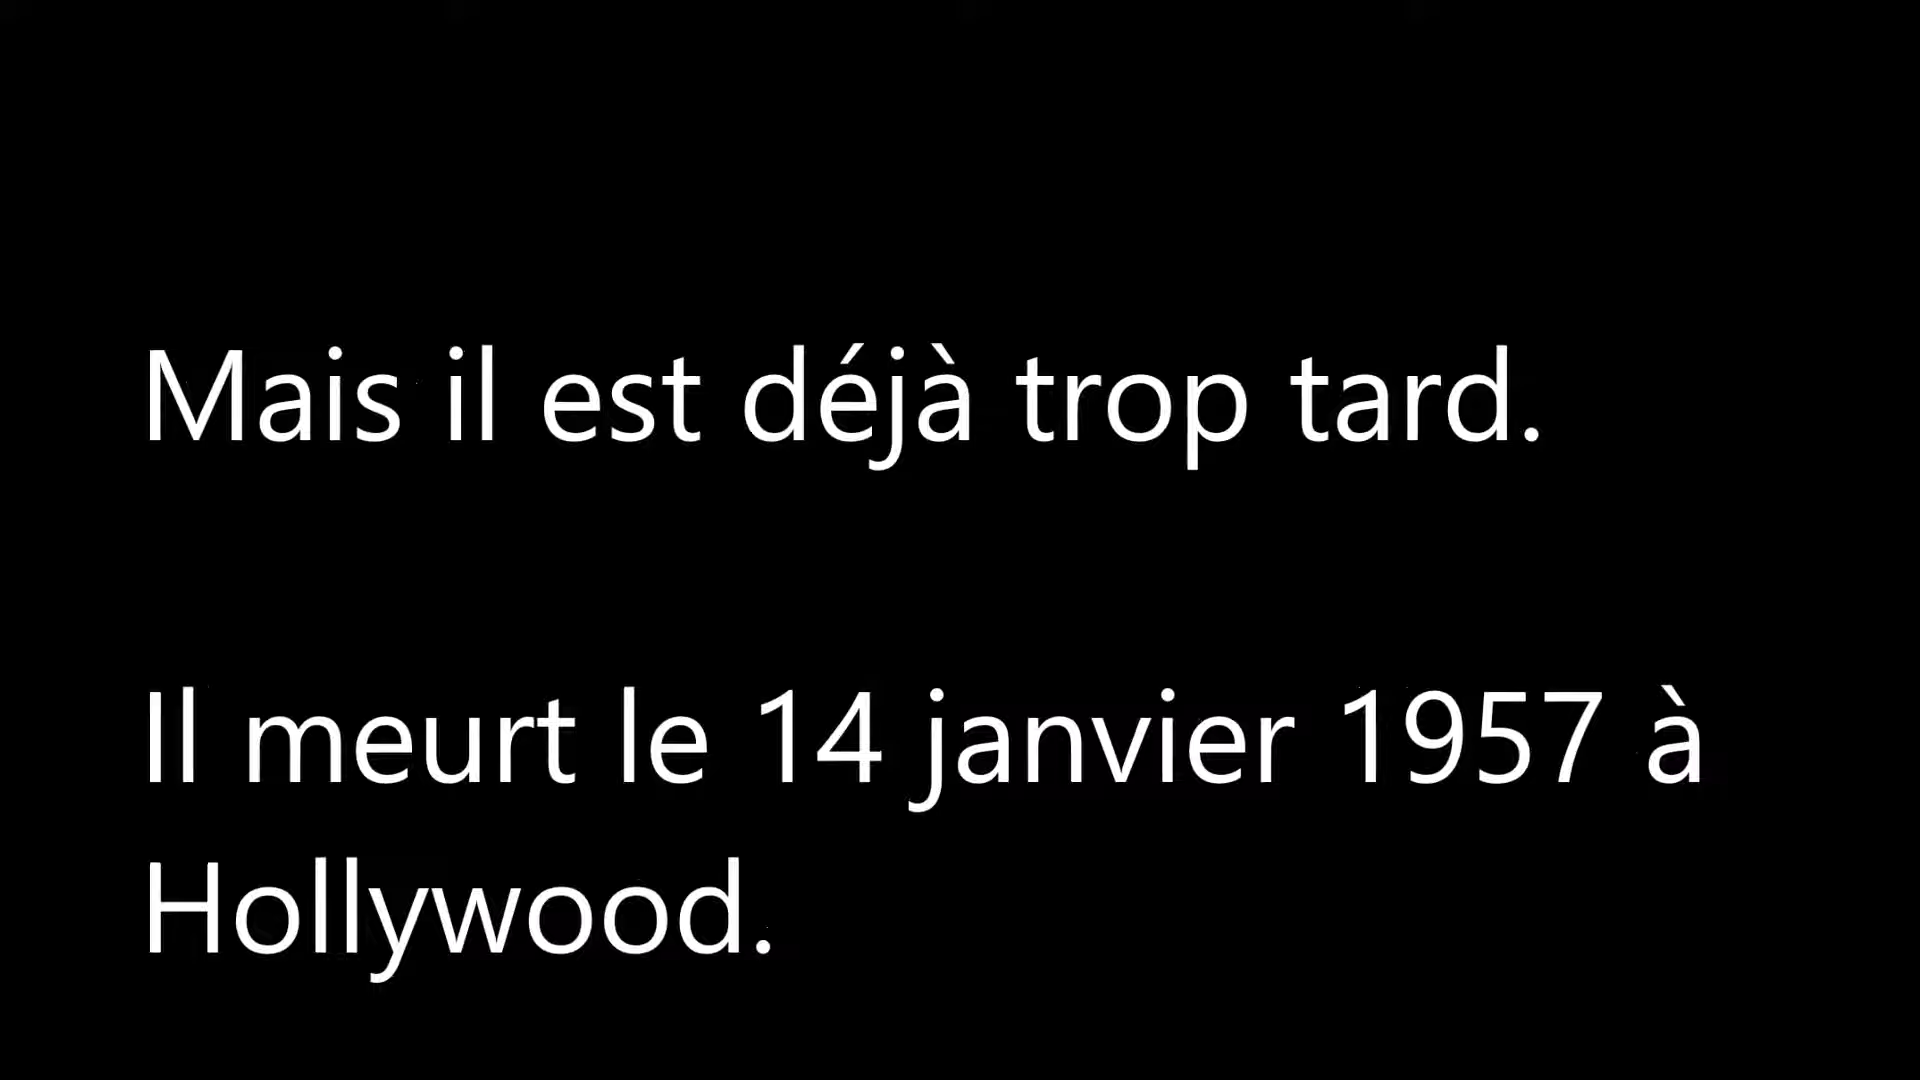 Mais il est déjà trop tard.
Il meurt le 14 janvier 1957 à
Hollywood.